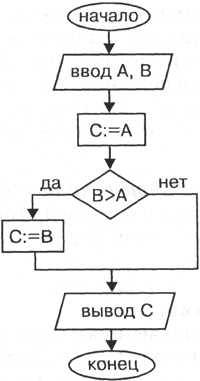 начало
ввод А, В
C:=A
да
B>A
нет
C:=B
вывод С
конец